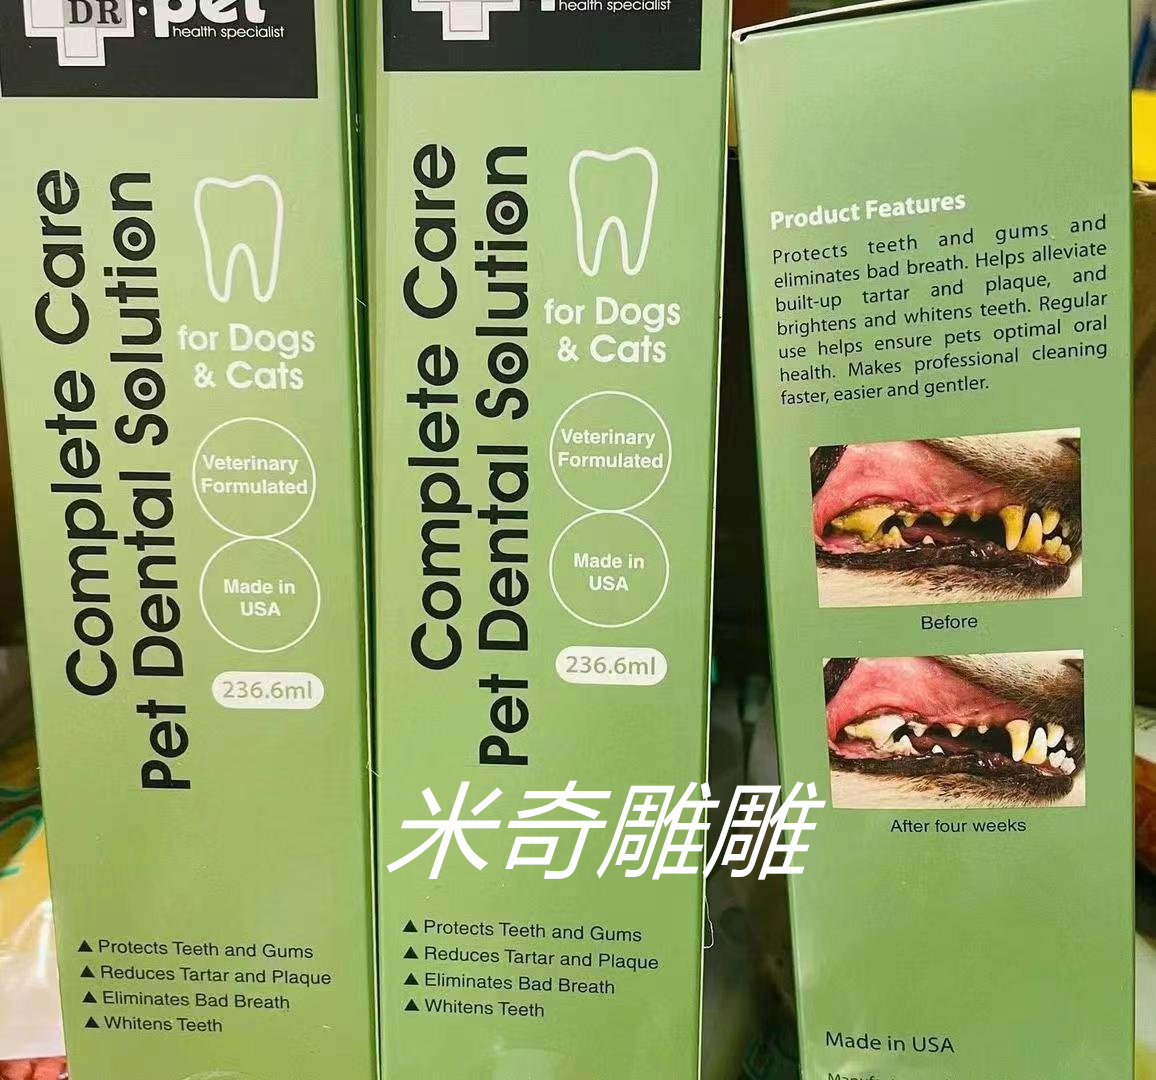 DR:pet
health specialist
Complete Care
Pet Dental Solution
for Dogs
& Cats
Veterinary
Formulated
Made in
USA
236.6ml
▲ Protects Teeth and Gums
▲ Reduces Tartar and Plaque
▲ Eliminates Bad Breath
▲ Whitens Teeth
health specialist
Complete Care
Pet Dental Solution
for Dogs
& Cats
Veterinary
Formulated
Made in
USA
236.6ml
▲ Protects Teeth and Gums
▲ Reduces Tartar and Plaque
▲ Eliminates Bad Breath
▲ Whitens Teeth
Product Features
Protects teeth and gums and
eliminates bad breath. Helps alleviate
built-up tartar and plaque, and
brightens and whitens teeth. Regular
use helps ensure pets optimal oral
health. Makes professional cleaning
faster, easier and gentler.
Before
After four weeks
Made in USA
米奇雕雕